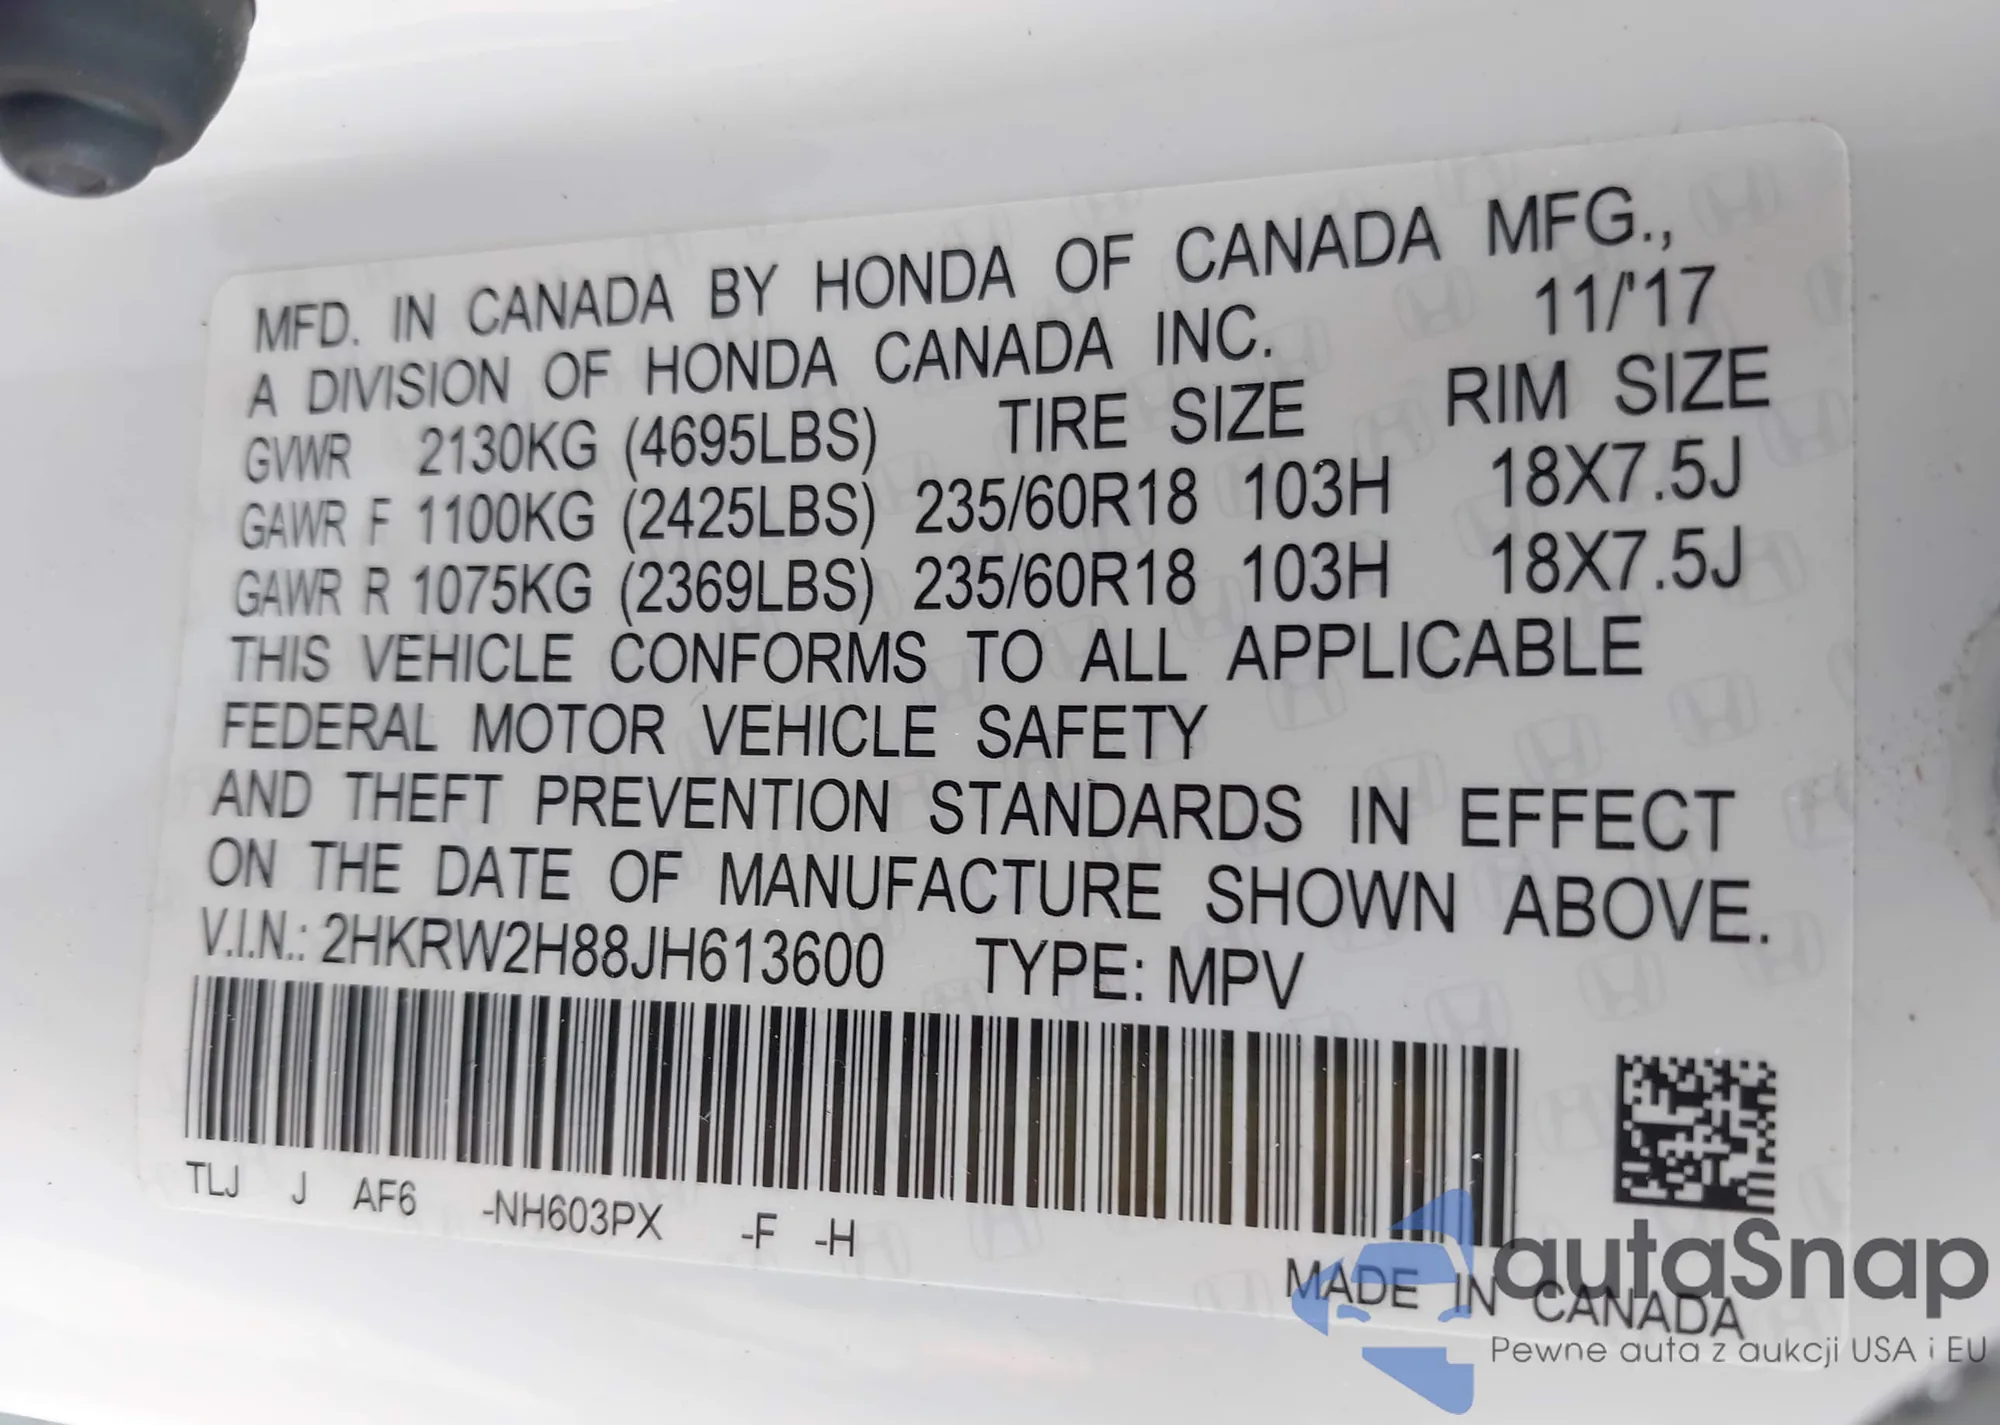 MFD. IN CANADA BY HONDA OF CANADA MFG.,
A DIVISION OF HONDA CANADA INC. 11/'17
GVWR 2130KG (4695LBS) TIRE SIZE RIM SIZE
GAWR F 1100KG (2425LBS) 235/60R18 103H 18X7.5J
GAWR R 1075KG (2369LBS) 235/60R18 103H 18X7.5J
THIS VEHICLE CONFORMS TO ALL APPLICABLE
FEDERAL MOTOR VEHICLE SAFETY
AND THEFT PREVENTION STANDARDS IN EFFECT
ON THE DATE OF MANUFACTURE SHOWN ABOVE.
V.I.N.: 2HKRW2H88JH613600 TYPE: MPV
TLJ J AF6 -NH603PX -F -H
MADE IN CANADA
autaSnap
Pewne auta z aukcji USA i EU